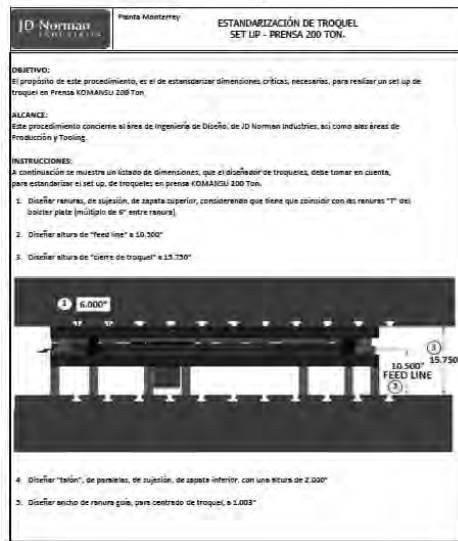 JD Norman
INDUSTRIES
Planta Monterrey
ESTANDARIZACIÓN DE TROQUEL
SET UP - PRENSA 200 TON.
OBJETIVO:
El propósito de este procedimiento, es el de estansdarizar dimensiones críticas, necesarias, para realizar un set up de
troquel en Prensa KOMANSU 200 Ton
ALCANCE:
Este procedimiento concierne al área de Ingeniería de Diseño, de JD Norman Industries, así como alas áreas de
Producción y Tooling.
INSTRUCCIONES:
A continuación se muestra un listado de dimensiones, que el diseñador de troqueles, debe tomar en cuenta,
para estandarizar el set up, de troqueles en prensa KOMANSU 200 Ton.
1. Diseñar ranuras, de sujesión, de zapata superior, considerando que tiene que coinsidir con las ranuras "T" del
bolster plate (múltiplo de 6" entre ranura).
2. Diseñar altura de "feed line" a 10.500"
3. Diseñar altura de "cierre de troquel" a 15.750"
1 6.000"
3
15.750
10.500"
FEED LINE
4. Diseñar "talón", de paralelas, de sujesión, de zapata inferior, con una altura de 2.000"
5. Diseñar ancho de ranura guía, para centrado de troquel, a 1.003"